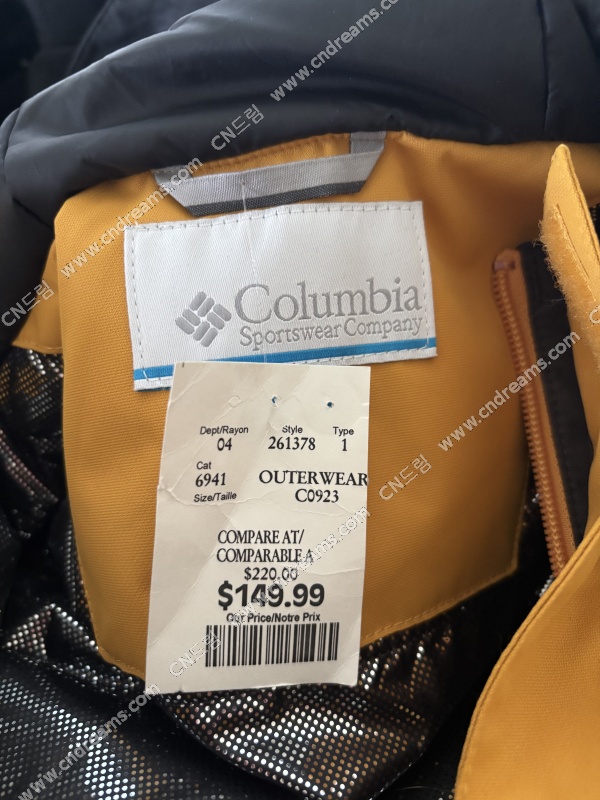 Columbia
Sportswear Company
Dept/Rayon Style Type
04 261378 1
Cat
6941 OUTERWEAR
Size/Taille C0923
COMPARE AT/
COMPARABLE A
$220.00
$149.99
Our Price/Notre Prix
CN드림 www.cndreams.com